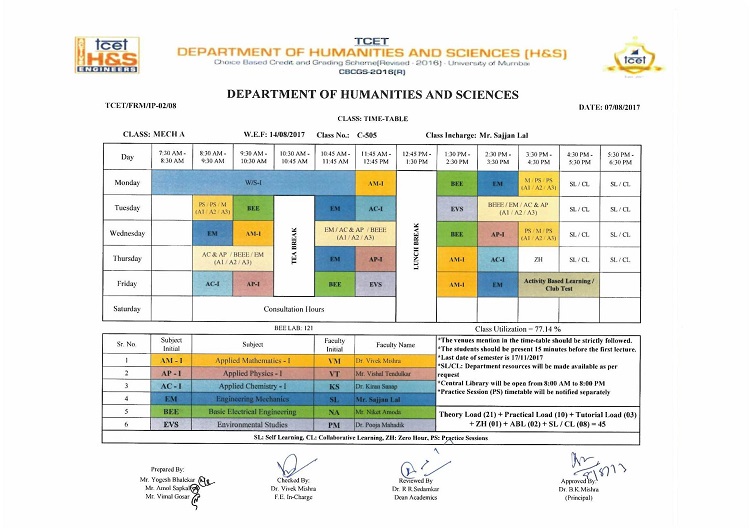 ACE
tcet
H&S
ENGINEERS
TCET
DEPARTMENT OF HUMANITIES AND SCIENCES (H&S)
Choice Based Credit and Grading Scheme(Revised - 2016) - University of Mumbai
CBCGS-2016(R)
tcet
DEPARTMENT OF HUMANITIES AND SCIENCES
TCET/FRM/IP-02/08
DATE: 07/08/2017
CLASS: TIME-TABLE
CLASS: MECH A W.E.F: 14/08/2017 Class No.: C-505 Class Incharge: Mr. Sajjan Lal
Day 7:30 AM - 8:30 AM 8:30 AM - 9:30 AM 9:30 AM - 10:30 AM 10:30 AM - 10:45 AM 10:45 AM - 11:45 AM 11:45 AM - 12:45 PM 12:45 PM - 1:30 PM 1:30 PM - 2:30 PM 2:30 PM - 3:30 PM 3:30 PM - 4:30 PM 4:30 PM - 5:30 PM 5:30 PM - 6:30 PM
Monday W/S-I AM-I BEE EM M / PS / PS (A1 / A2 / A3) SL / CL SL / CL
Tuesday PS / PS / M (A1 / A2 / A3) BEE EM AC-I EVS BEEE / EM / AC & AP (A1 / A2 / A3) SL / CL SL / CL
Wednesday EM AM-I EM / AC & AP / BEEE (A1 / A2 / A3) BEE AP-I PS / M / PS (A1 / A2 / A3) SL / CL SL / CL
TEA BREAK
LUNCH BREAK
Thursday AC & AP / BEEE / EM (A1 / A2 / A3) EM AP-I AM-I AC-I ZH SL / CL SL / CL
Friday AC-I AP-I BEE EVS AM-I EM Activity Based Learning / Club Test
Saturday Consultation Hours
BEE LAB: 121 Class Utilization = 77.14 %
Sr. No. Subject Initial Subject Faculty Initial Faculty Name
1 AM - I Applied Mathematics - I VM Dr. Vivek Mishra
2 AP - I Applied Physics - I VT Mr. Vishal Tendulkar
3 AC - I Applied Chemistry - I KS Dr. Kiran Sanap
4 EM Engineering Mechanics SL Mr. Sajjan Lal
5 BEE Basic Electrical Engineering NA Mr. Niket
6 EVS Environmental Studies PM Dr. Pooja Mahadik
*The venues mention in the time-table should be strictly followed.
*The students should be present 15 minutes before the first lecture.
*Last date of semester is 17/11/2017
*SL/CL: Department resources will be made available as per
request
*Central Library will be open from 8:00 AM to 8:00 PM
*Practice Session (PS) timetable will be notified separately
Theory Load (21) + Practical Load (10) + Tutorial Load (03)
+ ZH (01) + ABL (02) + SL / CL (08) = 45
SL: Self Learning, CL: Collaborative Learning, ZH: Zero Hour, PS: Practice Sessions
Prepared By:
Mr. Yogesh Bhalekar
Mr. Amol Sapkal
Mr. Vimal Gosar
Checked By:
Dr. Vivek Mishra
F.E. In-Charge
Reviewed By
Dr. R R Sedamkar
Dean Academics
Approved By
Dr. B.K.Mishra
(Principal)